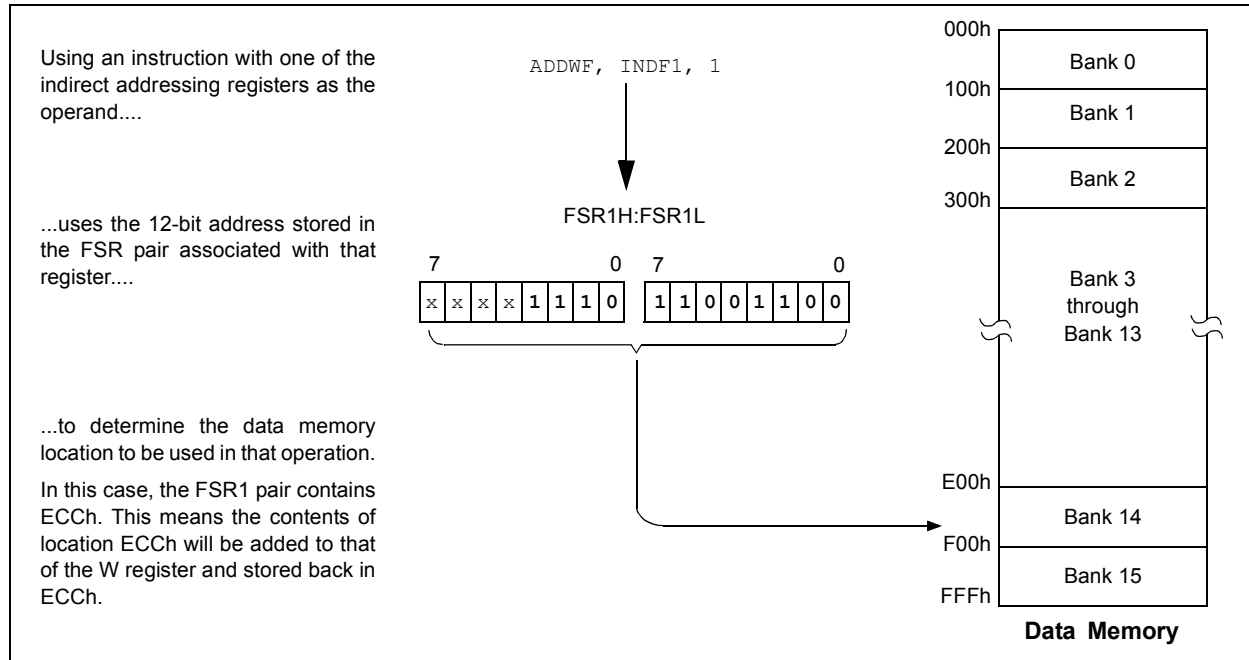 Using an instruction with one of the
indirect addressing registers as the
operand....
ADDWF, INDF1, 1
...uses the 12-bit address stored in
the FSR pair associated with that
register....
FSR1H:FSR1L
7 0 7 0
x x x x 1 1 1 0 1 1 0 0 1 1 0 0
...to determine the data memory
location to be used in that operation.
In this case, the FSR1 pair contains
ECCh. This means the contents of
location ECCh will be added to that
of the W register and stored back in
ECCh.
000h
Bank 0
100h
Bank 1
200h
Bank 2
300h
Bank 3
through
Bank 13
E00h
Bank 14
F00h
Bank 15
FFFh
Data Memory